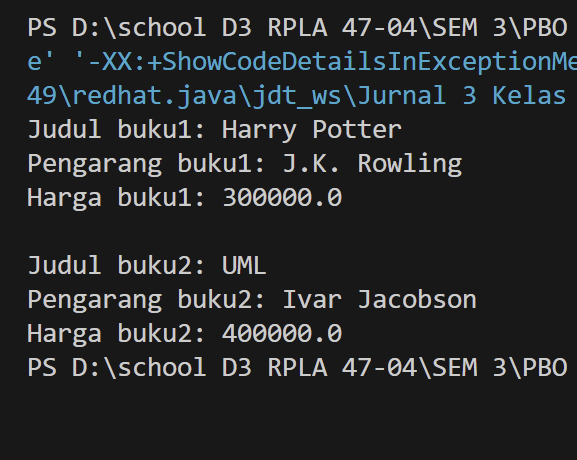 PS D:\school D3 RPLA 47-04\SEM 3\PBO
e' '-XX:+ShowCodeDetailsInExceptionMe
49\redhat.java\jdt_ws\Jurnal 3 Kelas
Judul buku1: Harry Potter
Pengarang buku1: J.K. Rowling
Harga buku1: 300000.0

Judul buku2: UML
Pengarang buku2: Ivar Jacobson
Harga buku2: 400000.0
PS D:\school D3 RPLA 47-04\SEM 3\PBO